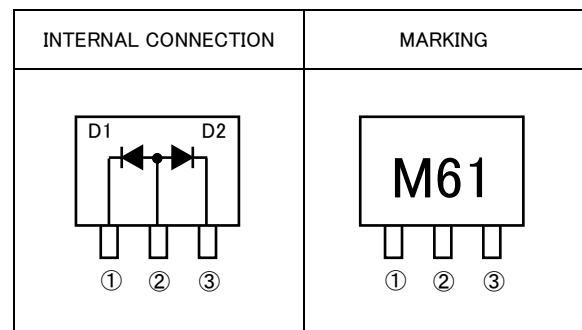 INTERNAL CONNECTION
MARKING
D1 D2
① ② ③
M61
① ② ③